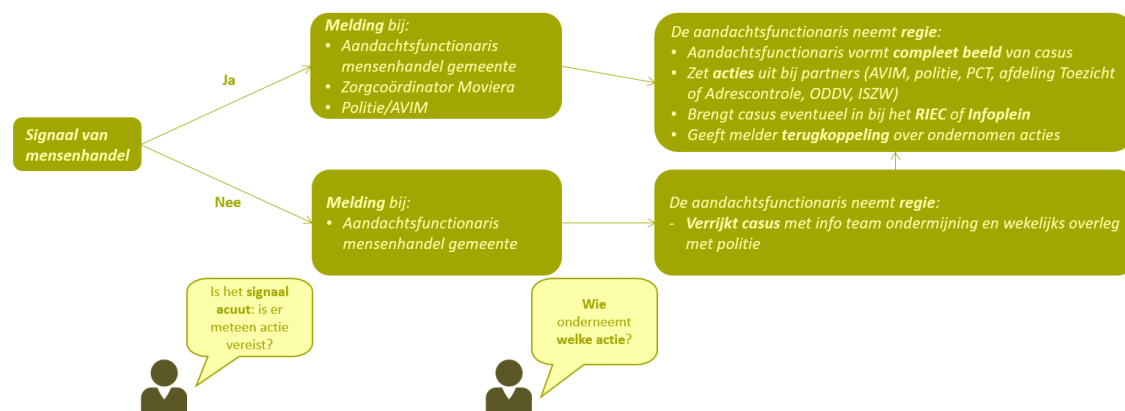 Signaal van
mensenhandel
Ja
Nee
Melding bij:
• Aandachtsfunctionaris
mensenhandel gemeente
• Zorgcoördinator Moviera
• Politie/AVIM
De aandachtsfunctionaris neemt regie:
• Aandachtsfunctionaris vormt compleet beeld van casus
• Zet acties uit bij partners (AVIM, politie, PCT, afdeling Toezicht
of Adrescontrole, ODDV, ISZW)
• Brengt casus eventueel in bij het RIEC of Infoplein
• Geeft melder terugkoppeling over ondernomen acties
Melding bij:
• Aandachtsfunctionaris
mensenhandel gemeente
De aandachtsfunctionaris neemt regie:
- Verrijkt casus met info team ondermijning en wekelijks overleg
met politie
Is het signaal
acuut: is er
meteen actie
vereist?
Wie
onderneemt
welke actie?